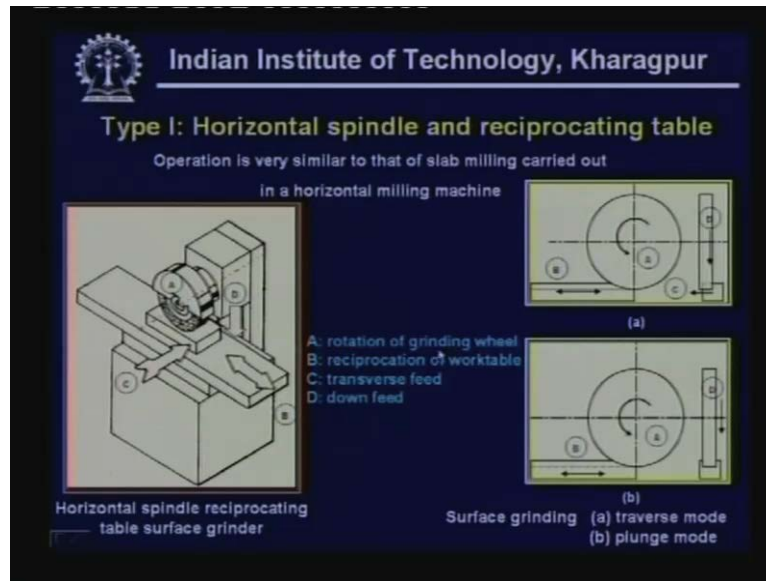 Indian Institute of Technology, Kharagpur
Type I: Horizontal spindle and reciprocating table
Operation is very similar to that of slab milling carried out
in a horizontal milling machine
A
D
C
B
Horizontal spindle reciprocating
table surface grinder
A: rotation of grinding wheel
B: reciprocation of worktable
C: transverse feed
D: down feed
D
B
A
C
(a)
D
B
A
(b)
Surface grinding (a) traverse mode
(b) plunge mode